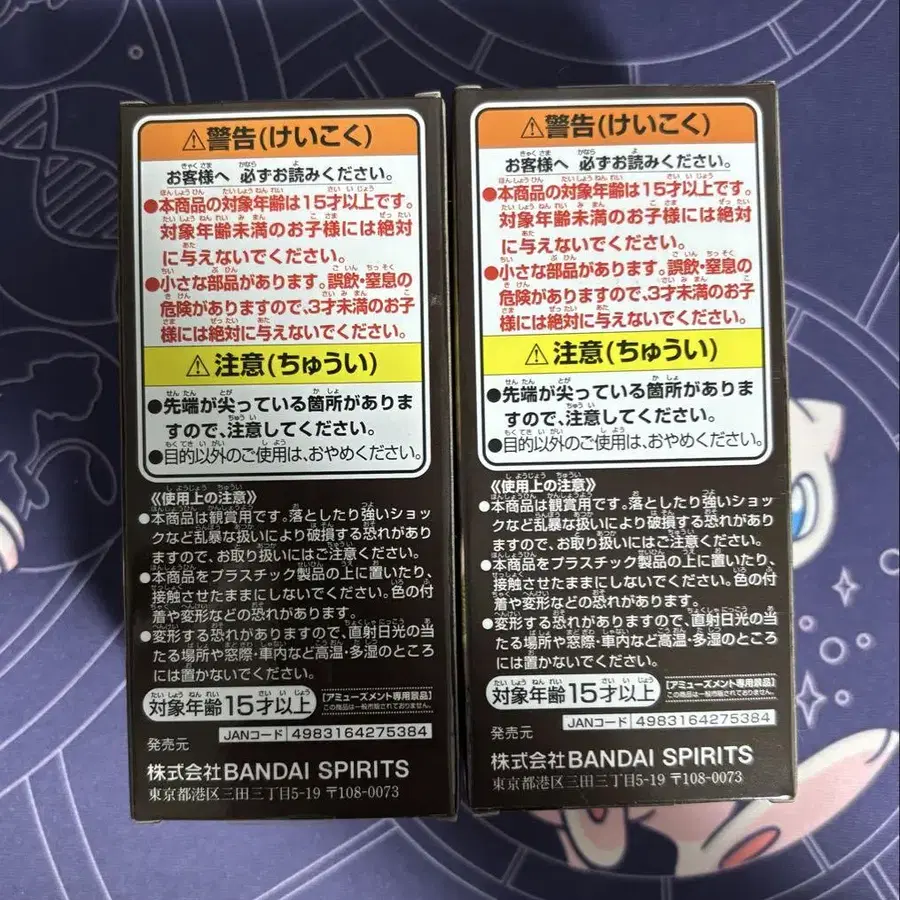 ⚠警告(けいこく)
お客様へ 必ずお読みください。
●本商品の対象年齢は15才以上です。
対象年齢未満のお子様には絶対
に与えないでください。
●小さな部品があります。誤飲・窒息の
危険がありますので、3才未満のお子
様には絶対に与えないでください。
⚠注意(ちゅうい)
●先端が尖っている箇所がありま
すので、注意してください。
●目的以外のご使用は、おやめください。
《使用上の注意》
●本商品は観賞用です。落としたり強いショッ
クなど乱暴な扱いにより破損する恐れがあり
ますので、お取り扱いにはご注意ください。
●本商品をプラスチック製品の上に置いたり、
接触させたままにしないでください。色の付
着や変形などの恐れがあります。
●変形する恐れがありますので、直射日光の当
たる場所や窓際・車内など高温・多湿のところ
には置かないでください。
対象年齢15才以上
【アミューズメント専用景品】
この商品は一般市販されておりません。
JANコード 4983164275384
発売元
株式会社BANDAI SPIRITS
東京都港区三田三丁目5-19 〒108-0073
⚠警告(けいこく)
お客様へ 必ずお読みください。
●本商品の対象年齢は15才以上です。
対象年齢未満のお子様には絶対
に与えないでください。
●小さな部品があります。誤飲・窒息の
危険がありますので、3才未満のお子
様には絶対に与えないでください。
⚠注意(ちゅうい)
●先端が尖っている箇所がありま
すので、注意してください。
●目的以外のご使用は、おやめください。
《使用上の注意》
●本商品は観賞用です。落としたり強いショッ
クなど乱暴な扱いにより破損する恐れがあり
ますので、お取り扱いにはご注意ください。
●本商品をプラスチック製品の上に置いたり、
接触させたままにしないでください。色の付
着や変形などの恐れがあります。
●変形する恐れがありますので、直射日光の当
たる場所や窓際・車内など高温・多湿のところ
には置かないでください。
対象年齢15才以上
【アミューズメント専用景品】
この商品は一般市販されておりません。
JANコード 4983164275384
発売元
株式会社BANDAI SPIRITS
東京都港区三田三丁目5-19 〒108-0073